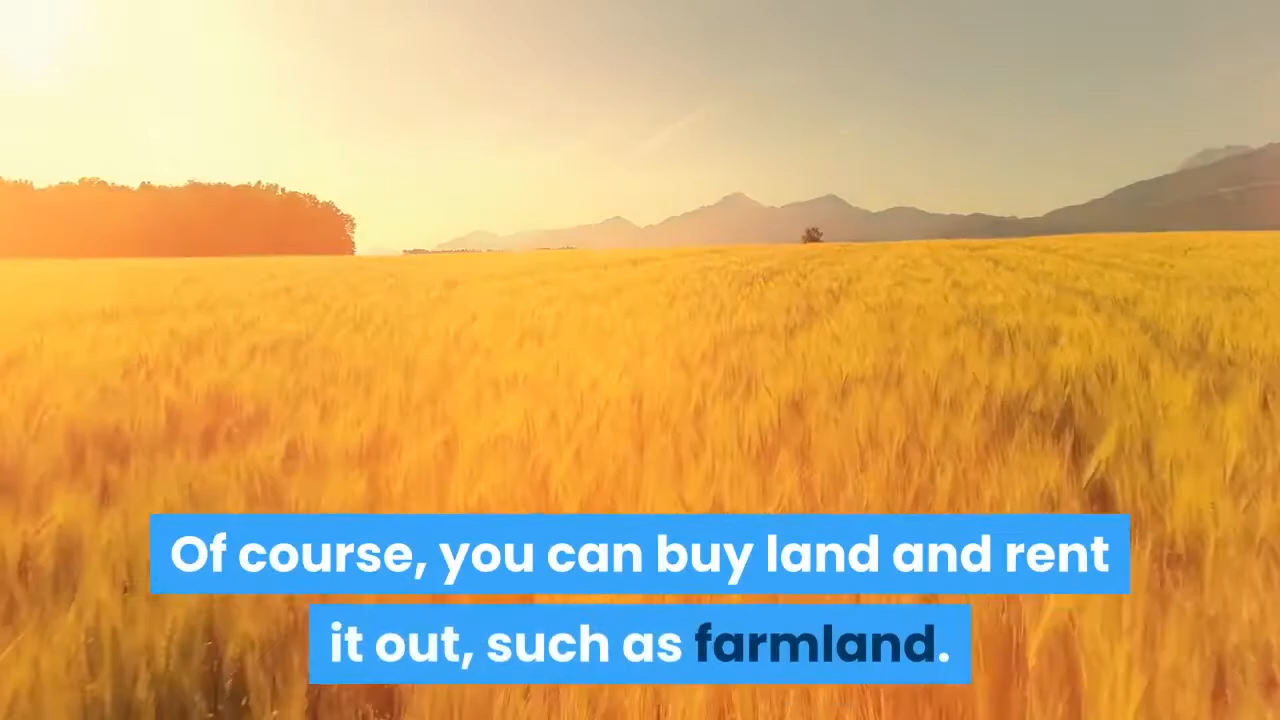 Of course, you can buy land and rent
it out, such as farmland.